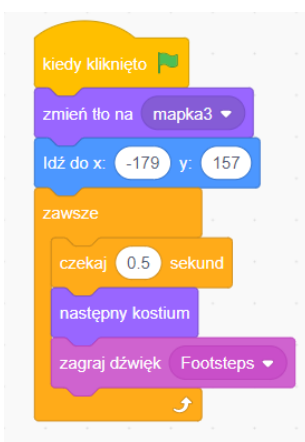 kiedy kliknięto
zmień tło na mapka3
Idź do x: -179 y: 157
zawsze
czekaj 0.5 sekund
następny kostium
zagraj dźwięk Footsteps